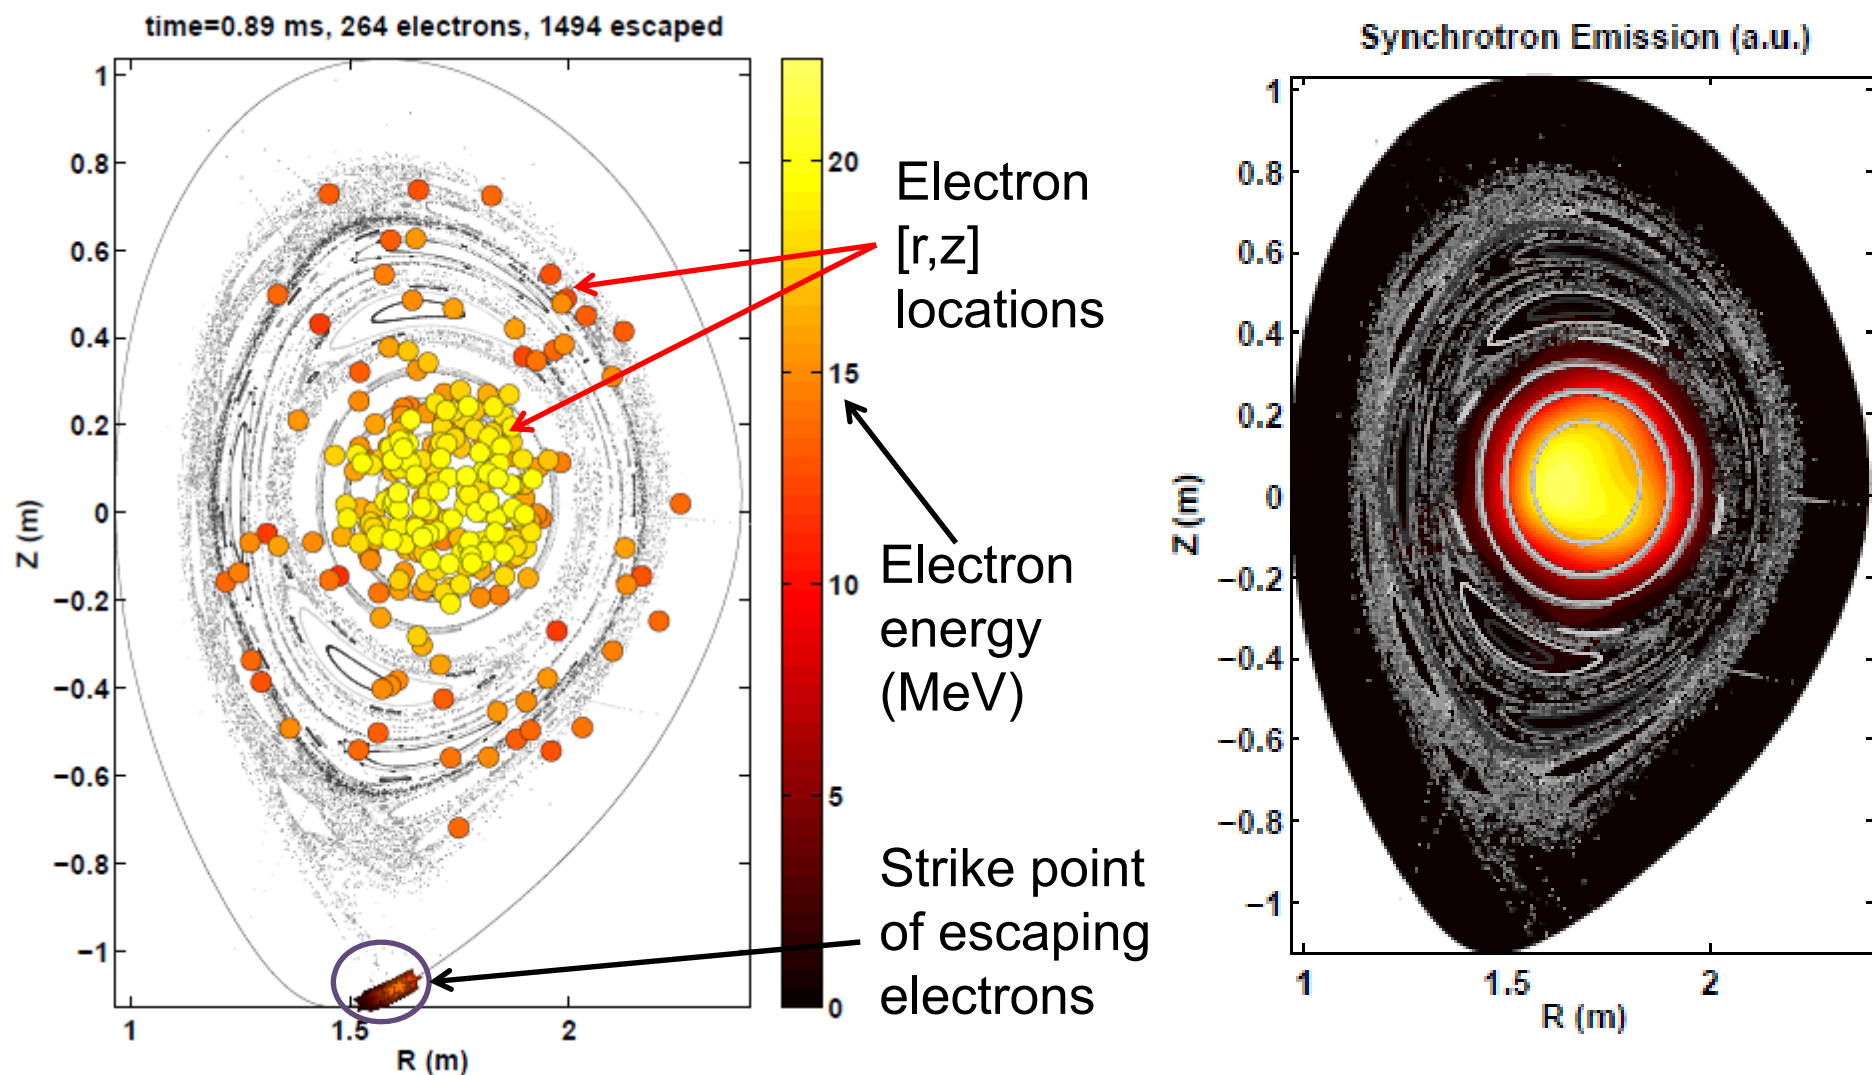 time=0.89 ms, 264 electrons, 1494 escaped
1
0.8
0.6
0.4
0.2
0
−0.2
−0.4
−0.6
−0.8
−1
Z (m)
1
1.5
2
R (m)
20
15
10
5
0
Electron
[r,z]
locations
Electron
energy
(MeV)
Strike point
of escaping
electrons
Synchrotron Emission (a.u.)
1
0.8
0.6
0.4
0.2
0
−0.2
−0.4
−0.6
−0.8
−1
Z (m)
1
1.5
2
R (m)